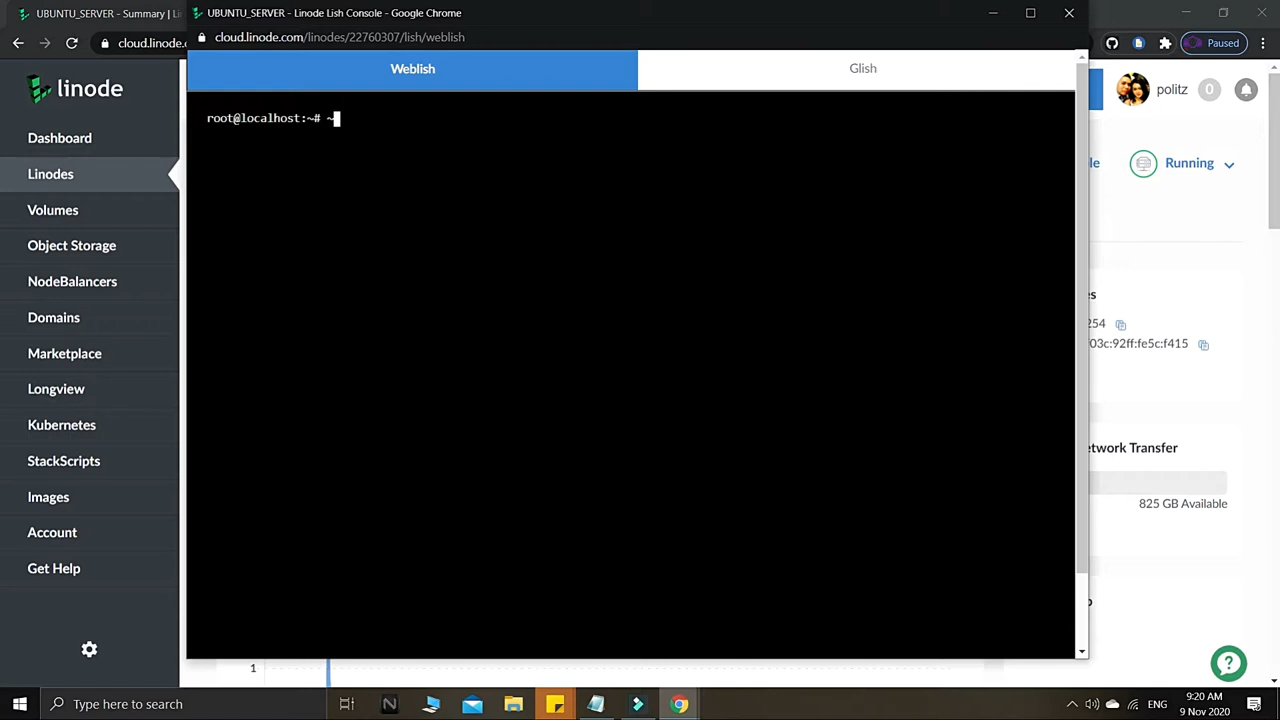 UBUNTU_SERVER - Summary | Li
UBUNTU_SERVER - Linode Lish Console - Google Chrome
cloud.linode.c
cloud.linode.com/linodes/22760307/lish/weblish
Paused
linode
Weblish
Glish
politz
0
Dashboard
Linodes
Volumes
Object Storage
NodeBalancers
Domains
Marketplace
Longview
Kubernetes
StackScripts
Images
Account
Get Help
root@localhost:~# ~
le
Running
es
254
f03c:92ff:fe5c:f415
etwork Transfer
825 GB Available
1
Type here to search
ENG
9:20 AM
9 Nov 2020